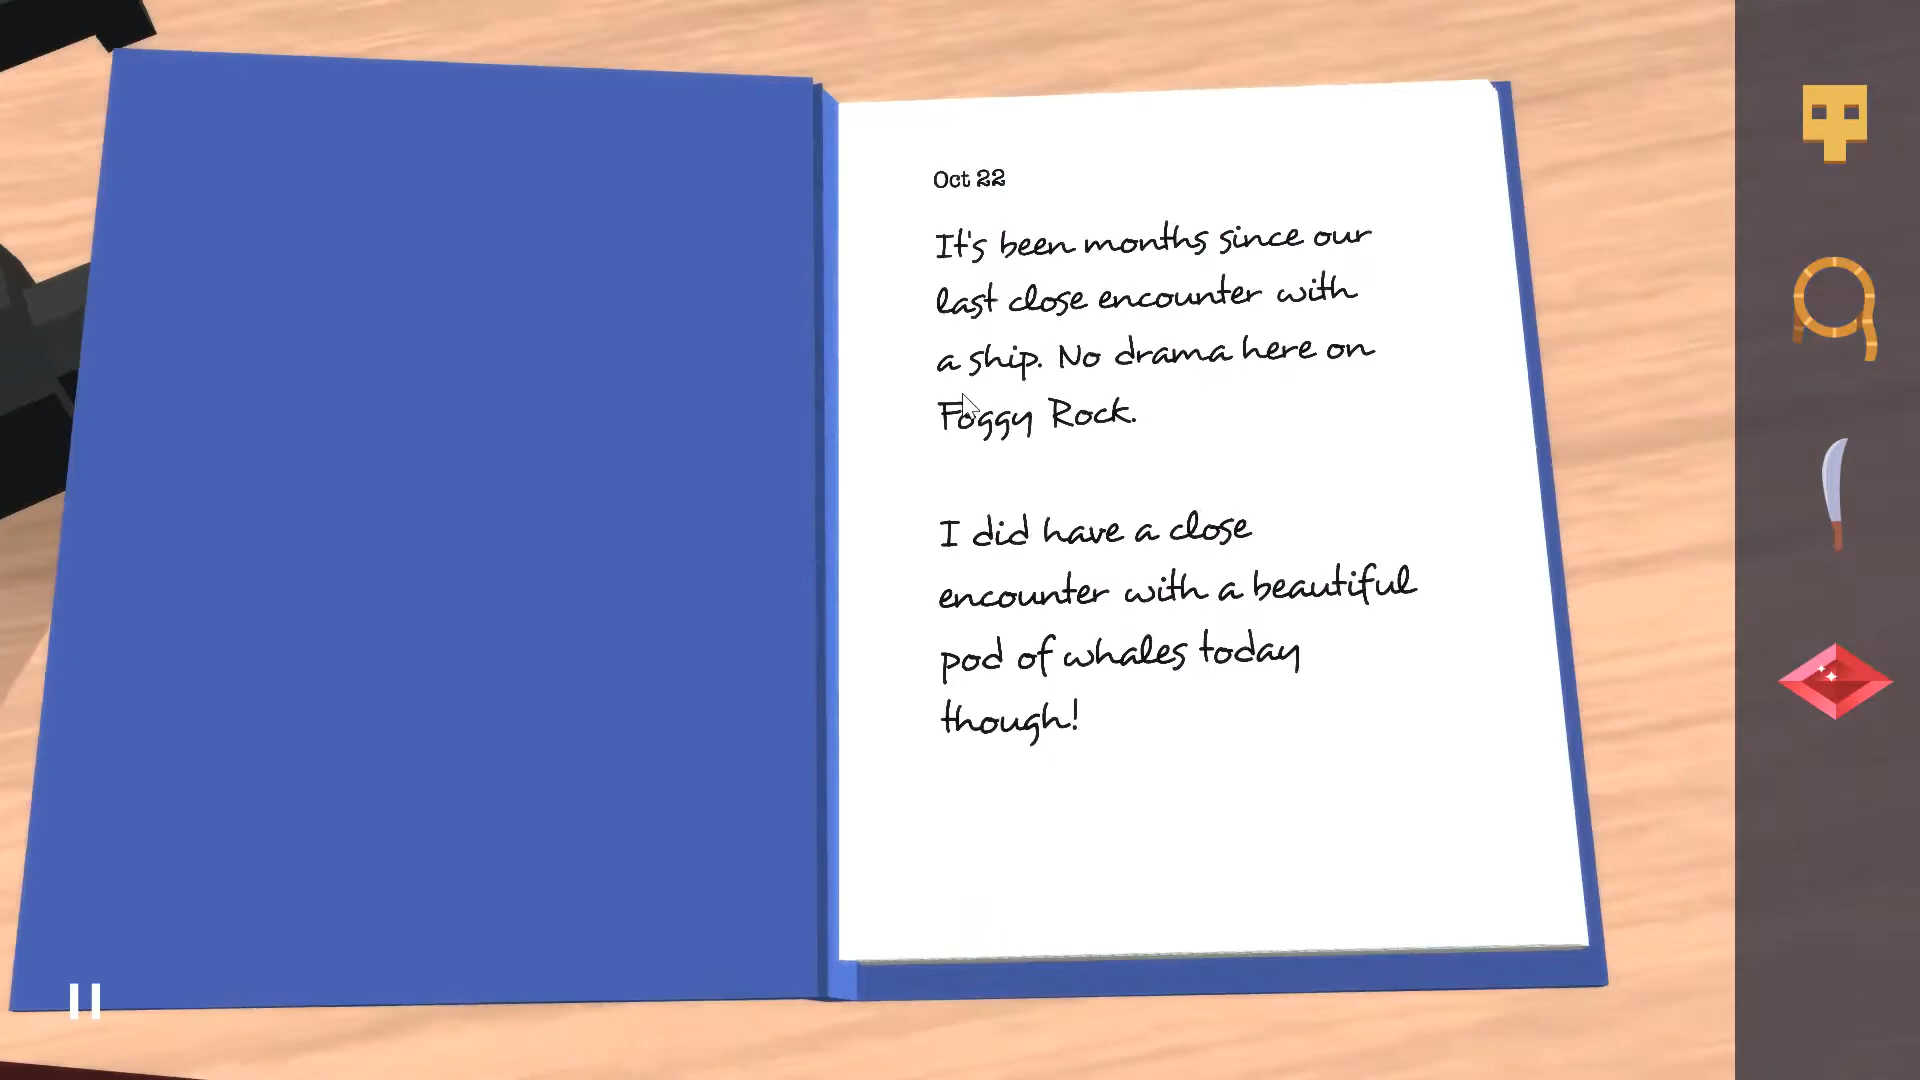 Oct 22
It's been months since our
last close encounter with
a ship. No drama here on
Foggy Rock.
I did have a close
encounter with a beautiful
pod of whales today
though!